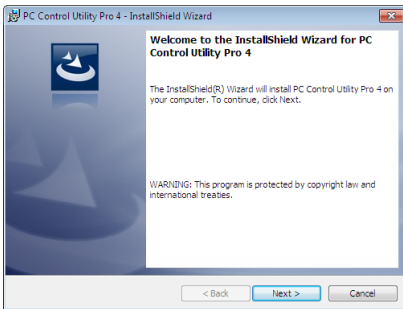 PC Control Utility Pro 4 - InstallShield Wizard
Welcome to the InstallShield Wizard for PC
Control Utility Pro 4
The InstallShield(R) Wizard will install PC Control Utility Pro 4 on
your computer. To continue, click Next.
WARNING: This program is protected by copyright law and
international treaties.
< Back
Next >
Cancel